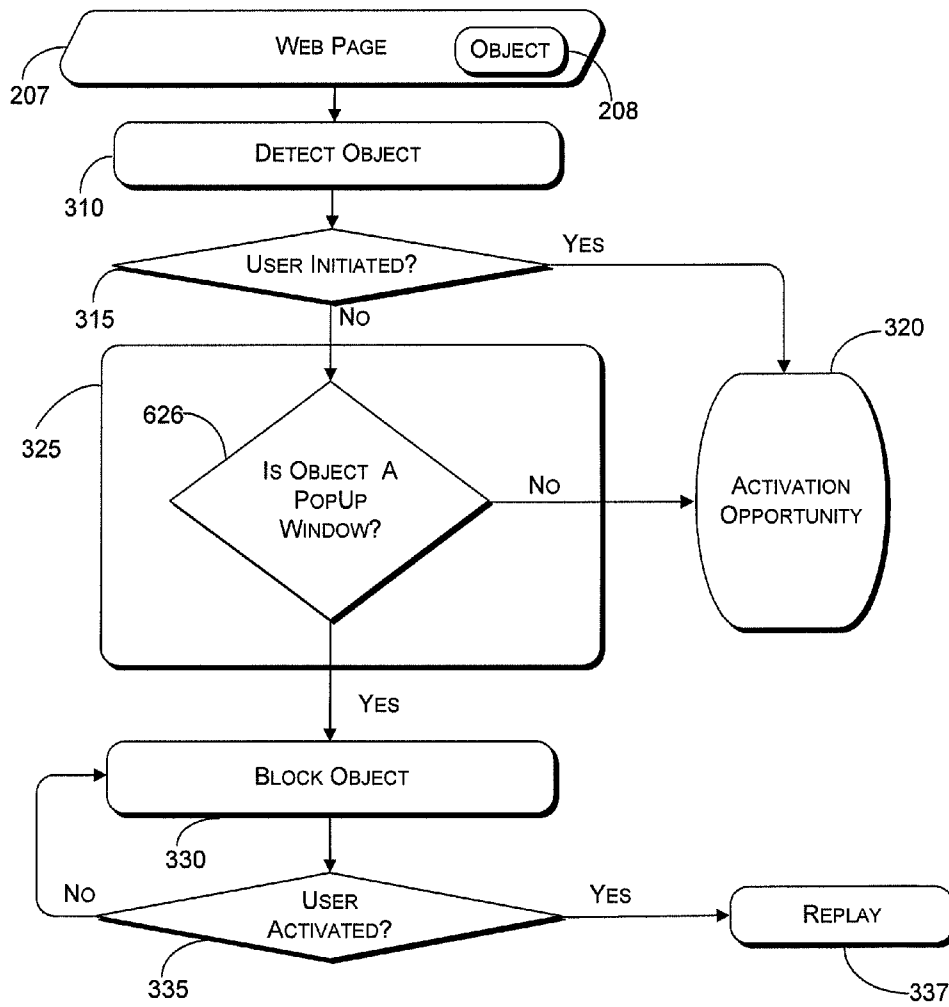 WEB PAGE
OBJECT
207
208
DETECT OBJECT
310
USER INITIATED?
YES
315
NO
320
325
626
IS OBJECT A
POPUP
WINDOW?
NO
ACTIVATION
OPPORTUNITY
YES
BLOCK OBJECT
330
NO
USER
ACTIVATED?
YES
REPLAY
335
337